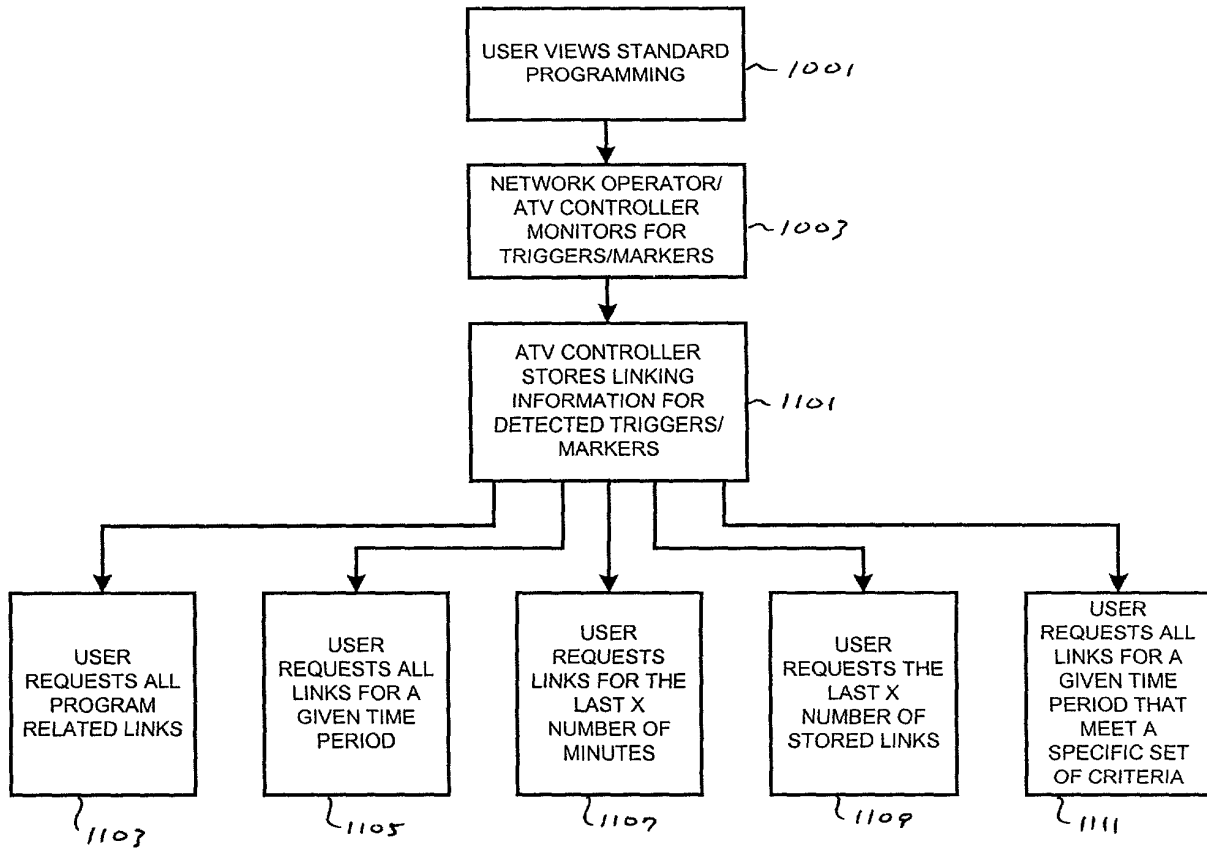 USER VIEWS STANDARD
PROGRAMMING
1001
NETWORK OPERATOR/
ATV CONTROLLER
MONITORS FOR
TRIGGERS/MARKERS
1003
ATV CONTROLLER
STORES LINKING
INFORMATION FOR
DETECTED TRIGGERS/
MARKERS
1101
USER
REQUESTS ALL
PROGRAM
RELATED LINKS
1103
USER
REQUESTS ALL
LINKS FOR A
GIVEN TIME
PERIOD
1105
USER
REQUESTS
LINKS FOR THE
LAST X
NUMBER OF
MINUTES
1107
USER
REQUESTS THE
LAST X
NUMBER OF
STORED LINKS
1109
USER
REQUESTS ALL
LINKS FOR A
GIVEN TIME
PERIOD THAT
MEET A
SPECIFIC SET
OF CRITERIA
1111